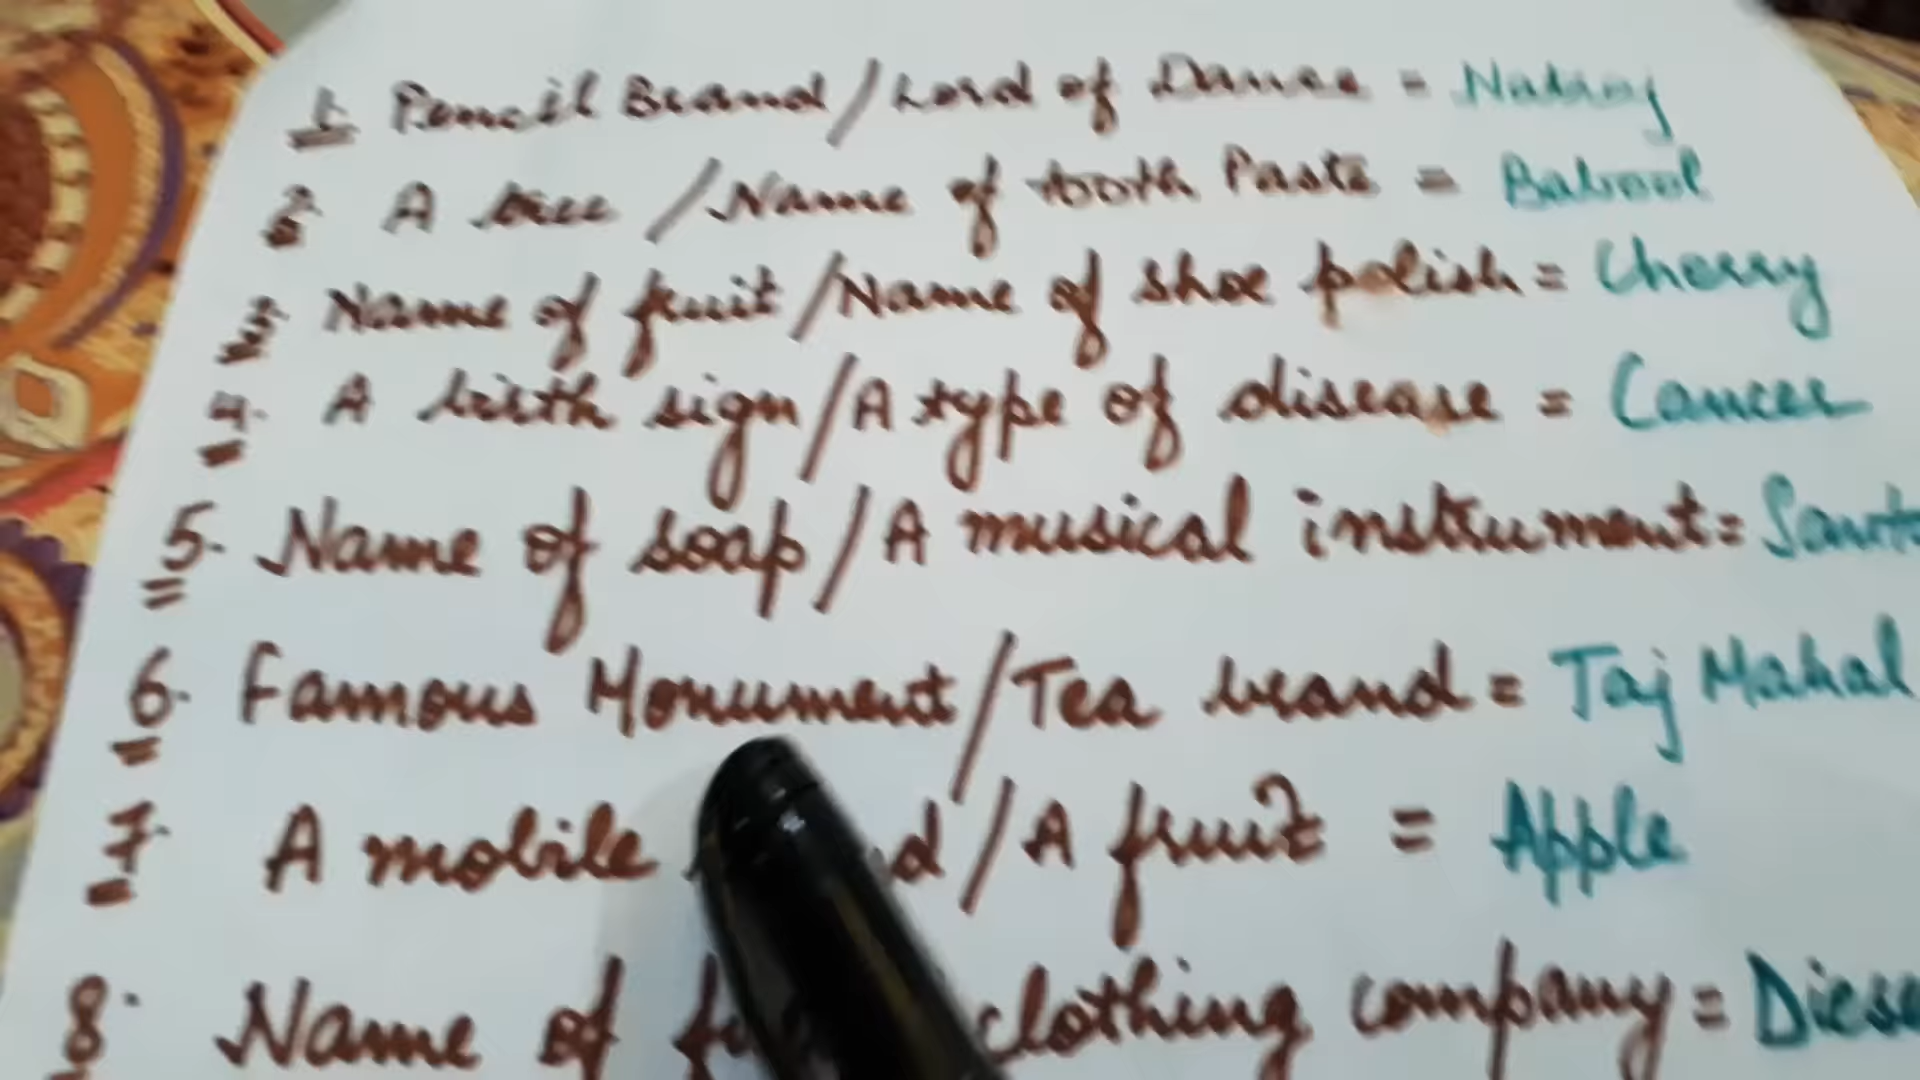 1. Pencil Brand/Lord of Dance = Natraj
2. A tree/Name of tooth Paste = Babool
3. Name of fruit/Name of shoe polish = Cherry
4. A birth sign/A type of disease = Cancer
5. Name of soap/A musical instrument =
6. Famous Monument/Tea brand = Taj Mahal
7. A mobile /A fruit = Apple
8. Name of clothing company =